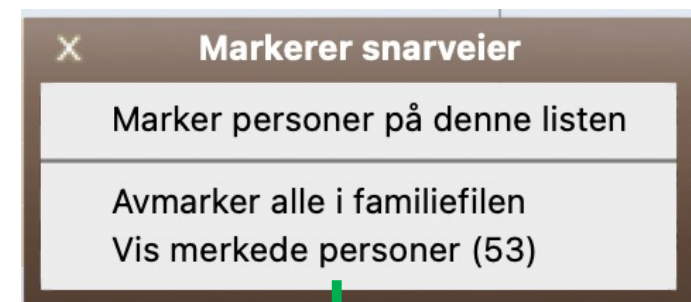 X Markerer snarveier
Marker personer på denne listen
Avmarker alle i familiefilen
Vis merkede personer (53)